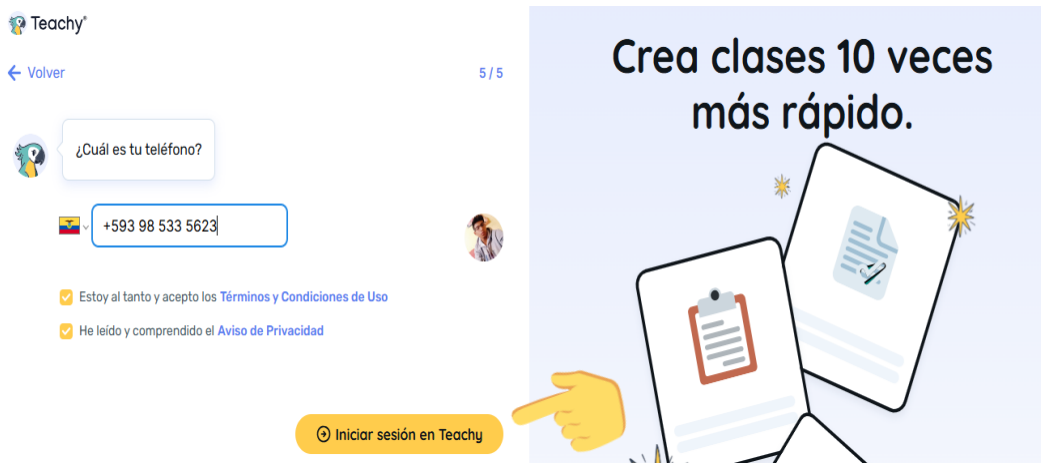 Teachy®
Volver
5 / 5
¿Cuál es tu teléfono?
+593 98 533 5623
Estoy al tanto y acepto los Términos y Condiciones de Uso
He leído y comprendido el Aviso de Privacidad
Iniciar sesión en Teachy
Crea clases 10 veces
más rápido.